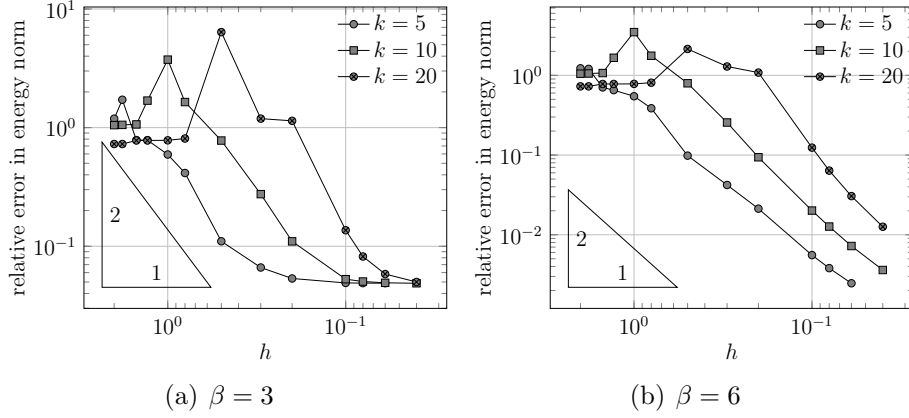 10^1
10^0
10^-1
relative error in energy norm
k = 5
k = 10
k = 20
2
1
10^0
10^-1
h
(a) β = 3
10^0
10^-1
10^-2
relative error in energy norm
k = 5
k = 10
k = 20
2
1
10^0
10^-1
h
(b) β = 6